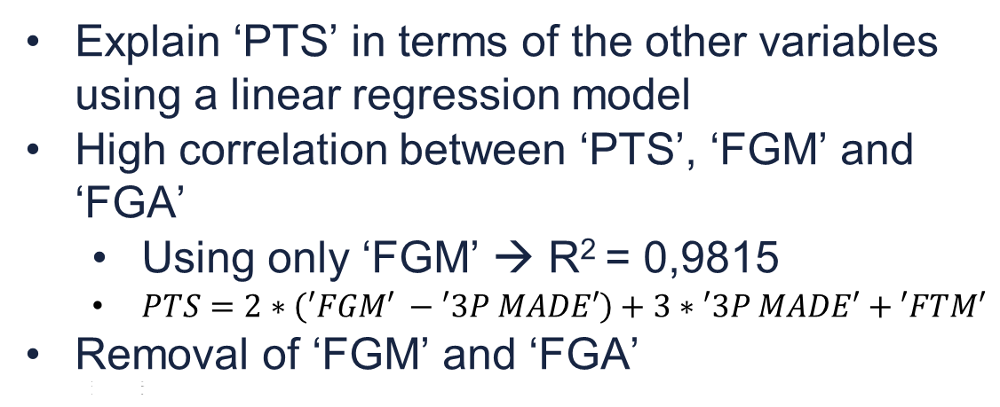 • Explain ‘PTS’ in terms of the other variables
using a linear regression model
• High correlation between ‘PTS’, ‘FGM’ and
‘FGA’
• Using only ‘FGM’ → R² = 0,9815
• PTS = 2 ∗ (′FGM′ − ′3P MADE′) + 3 ∗ ′3P MADE′ + ′FTM′
• Removal of ‘FGM’ and ‘FGA’